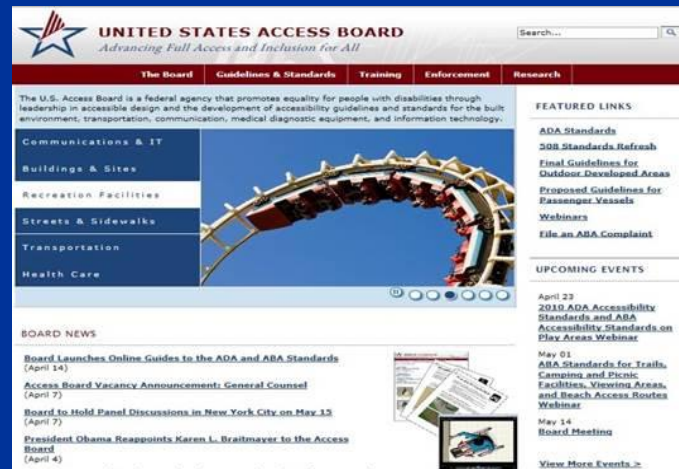 UNITED STATES ACCESS BOARD
Advancing Full Access and Inclusion for All
Search...
The Board Guidelines & Standards Training Enforcement Research
The U.S. Access Board is a federal agency that promotes equality for people with disabilities through
leadership in accessible design and the development of accessibility guidelines and standards for the built
environment, transportation, communication, medical diagnostic equipment, and information technology.
Communications & IT
Buildings & Sites
Recreation Facilities
Streets & Sidewalks
Transportation
Health Care
BOARD NEWS
Board Launches Online Guides to the ADA and ABA Standards
(April 14)
Access Board Vacancy Announcement: General Counsel
(April 7)
Board to Hold Panel Discussions in New York City on May 15
(April 7)
President Obama Reappoints Karen L. Braitmayer to the Access
Board
(April 4)
FEATURED LINKS
ADA Standards
508 Standards Refresh
Final Guidelines for
Outdoor Developed Areas
Proposed Guidelines for
Passenger Vessels
Webinars
File an ABA Complaint
UPCOMING EVENTS
April 23
2010 ADA Accessibility
Standards and ABA
Accessibility Standards on
Play Areas Webinar
May 01
ABA Standards for Trails,
Camping and Picnic
Facilities, Viewing Areas,
and Beach Access Routes
Webinar
May 14
Board Meeting
View More Events >